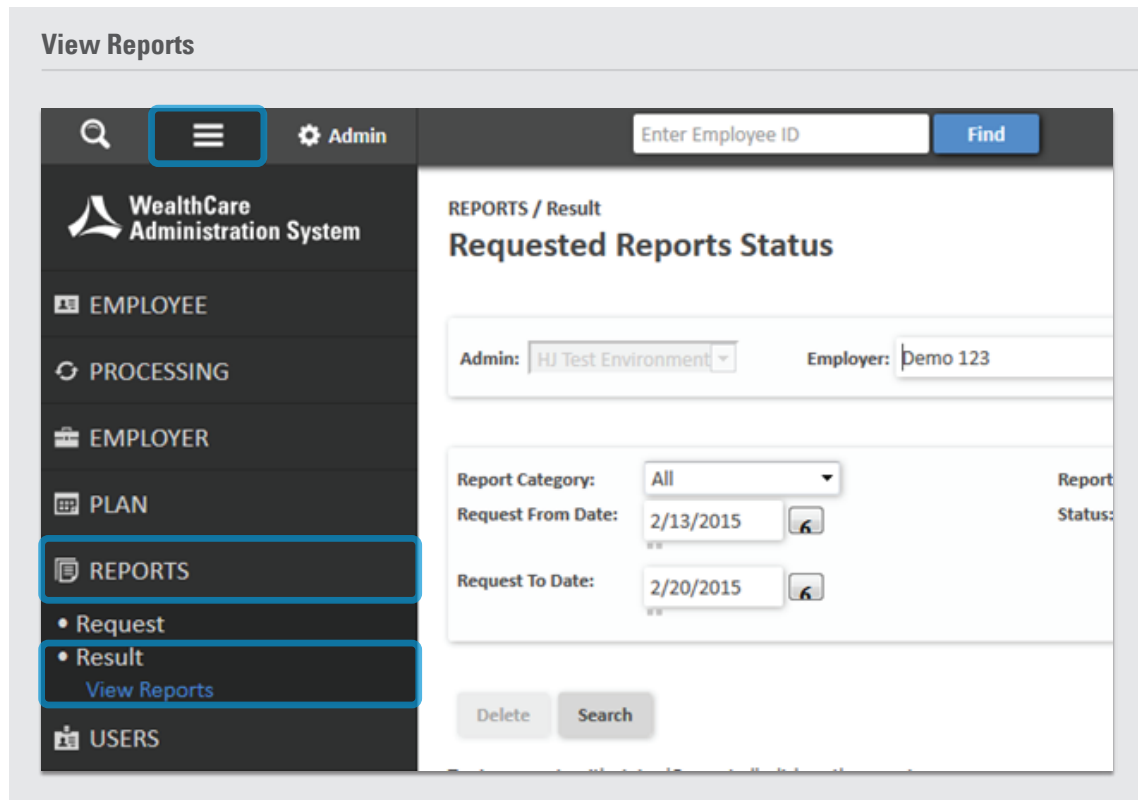 View Reports
Admin
Enter Employee ID
Find
WealthCare
Administration System
EMPLOYEE
PROCESSING
EMPLOYER
PLAN
REPORTS
• Request
• Result
View Reports
USERS
REPORTS / Result
Requested Reports Status
Admin: HJ Test Environment Employer: Demo 123
Report Category: All Report
Request From Date: 2/13/2015 6 Status:
Request To Date: 2/20/2015 6
Delete Search